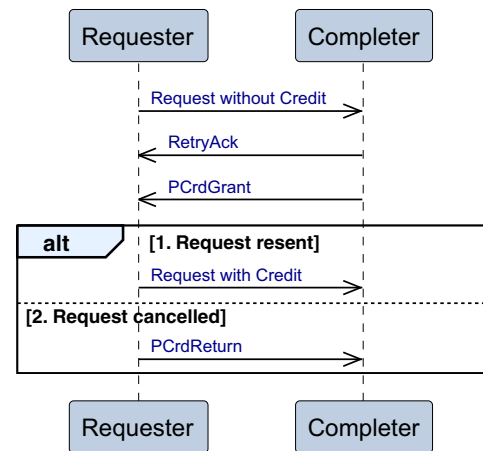 Requester Completer
Request without Credit
RetryAck
PCrdGrant
alt [1. Request resent]
Request with Credit
[2. Request cancelled]
PCrdReturn
Requester Completer